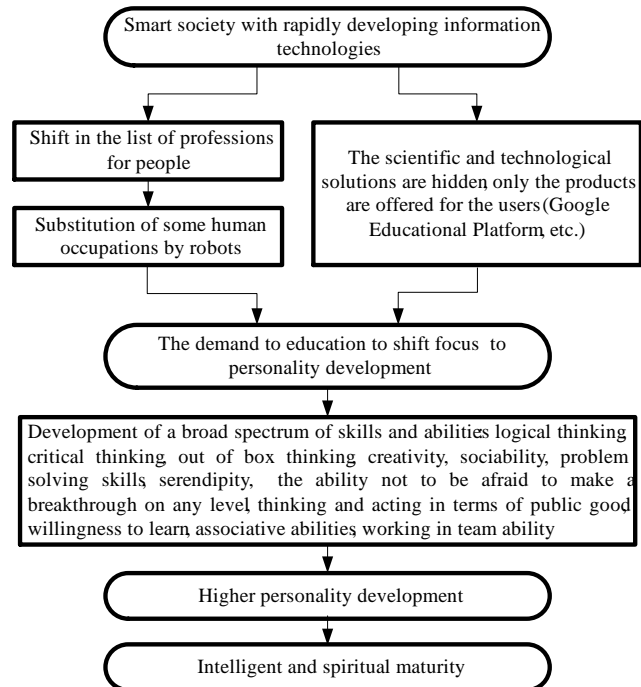 Smart society with rapidly developing information
technologies
Shift in the list of professions
for people
Substitution of some human
occupations by robots
The scientific and technological
solutions are hidden, only the products
are offered for the users (Google
Educational Platform, etc.)
The demand to education to shift focus to
personality development
Development of a broad spectrum of skills and abilities: logical thinking,
critical thinking, out of box thinking, creativity, sociability, problem
solving skills, serendipity, the ability not to be afraid to make a
breakthrough on any level, thinking and acting in terms of public good,
willingness to learn, associative abilities, working in team ability
Higher personality development
Intelligent and spiritual maturity